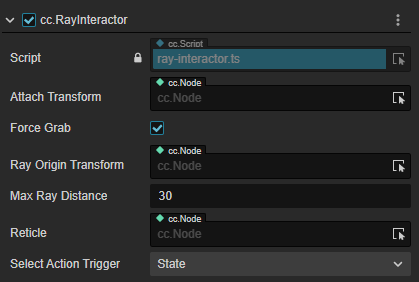 cc.RayInteractor
cc.Script
Script ray-interactor.ts
cc.Node
Attach Transform cc.Node
Force Grab
cc.Node
Ray Origin Transform cc.Node
Max Ray Distance 30
cc.Node
Reticle cc.Node
Select Action Trigger State